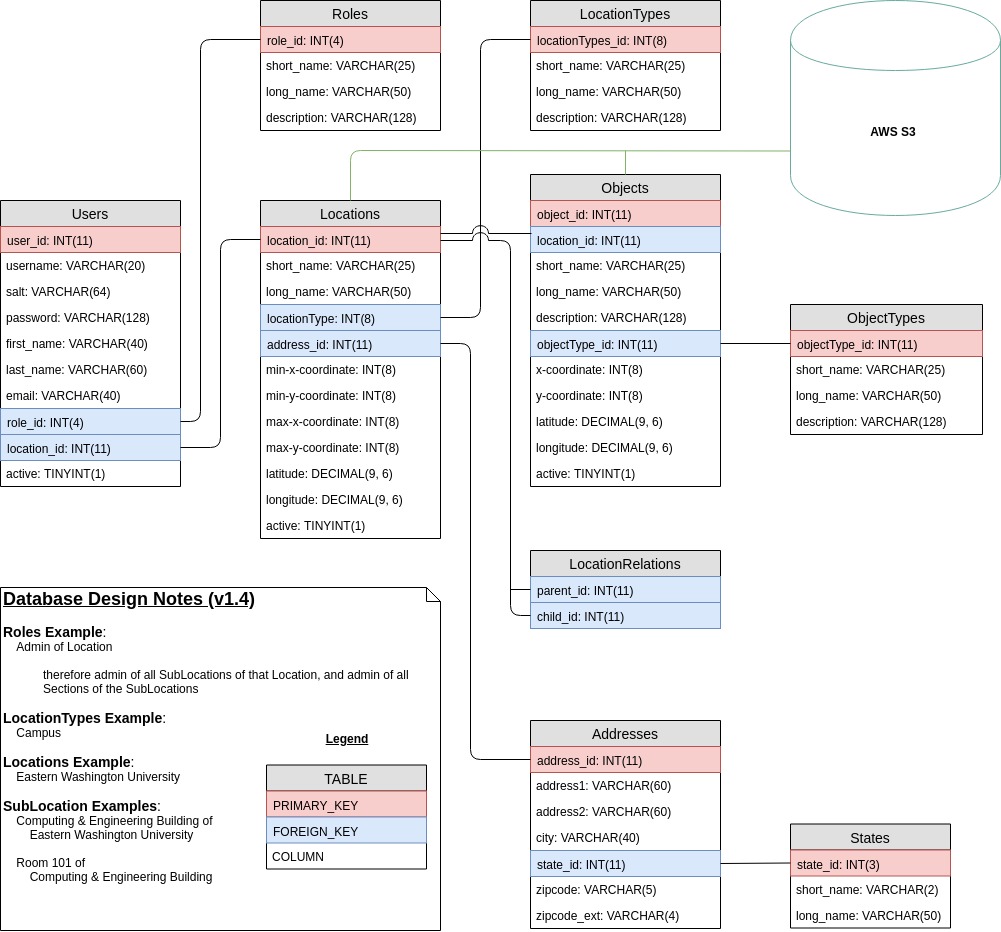 Roles
role_id: INT(4)
short_name: VARCHAR(25)
long_name: VARCHAR(50)
description: VARCHAR(128)
LocationTypes
locationTypes_id: INT(8)
short_name: VARCHAR(25)
long_name: VARCHAR(50)
description: VARCHAR(128)
AWS S3
Users
user_id: INT(11)
username: VARCHAR(20)
salt: VARCHAR(64)
password: VARCHAR(128)
first_name: VARCHAR(40)
last_name: VARCHAR(60)
email: VARCHAR(40)
role_id: INT(4)
location_id: INT(11)
active: TINYINT(1)
Locations
location_id: INT(11)
short_name: VARCHAR(25)
long_name: VARCHAR(50)
locationType: INT(8)
address_id: INT(11)
min-x-coordinate: INT(8)
min-y-coordinate: INT(8)
max-x-coordinate: INT(8)
max-y-coordinate: INT(8)
latitude: DECIMAL(9, 6)
longitude: DECIMAL(9, 6)
active: TINYINT(1)
Objects
object_id: INT(11)
location_id: INT(11)
short_name: VARCHAR(25)
long_name: VARCHAR(50)
description: VARCHAR(128)
objectType_id: INT(11)
x-coordinate: INT(8)
y-coordinate: INT(8)
latitude: DECIMAL(9, 6)
longitude: DECIMAL(9, 6)
active: TINYINT(1)
ObjectTypes
objectType_id: INT(11)
short_name: VARCHAR(25)
long_name: VARCHAR(50)
description: VARCHAR(128)
LocationRelations
parent_id: INT(11)
child_id: INT(11)
Database Design Notes (v1.4)
Roles Example:
Admin of Location
therefore admin of all SubLocations of that Location, and admin of all
Sections of the SubLocations
LocationTypes Example:
Campus
Locations Example:
Eastern Washington University
SubLocation Examples:
Computing & Engineering Building of
Eastern Washington University
Room 101 of
Computing & Engineering Building
Legend
TABLE
PRIMARY_KEY
FOREIGN_KEY
COLUMN
Addresses
address_id: INT(11)
address1: VARCHAR(60)
address2: VARCHAR(60)
city: VARCHAR(40)
state_id: INT(11)
zipcode: VARCHAR(5)
zipcode_ext: VARCHAR(4)
States
state_id: INT(3)
short_name: VARCHAR(2)
long_name: VARCHAR(50)